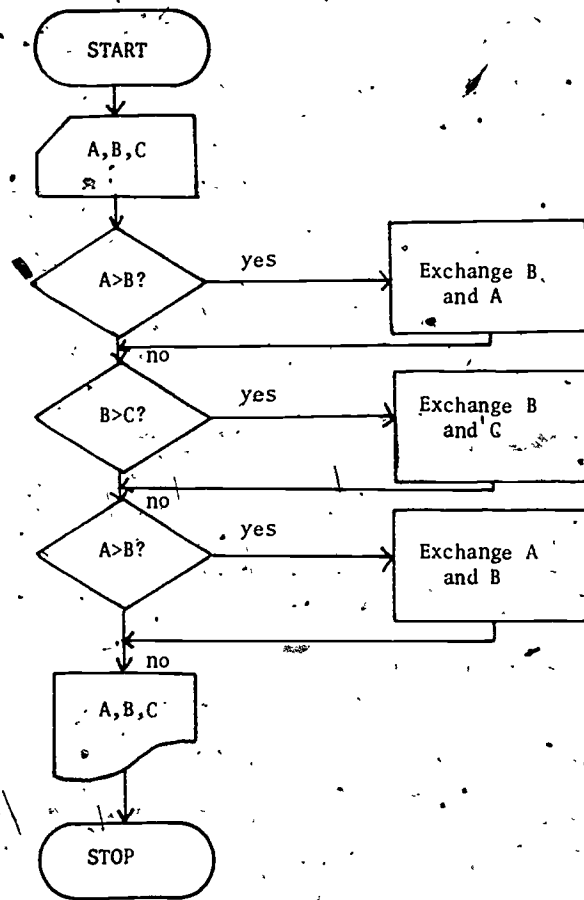 START
A,B,C
A>B?
yes
Exchange B
and A
no
B>C?
yes
Exchange B
and C
no
A>B?
yes
Exchange A
and B
no
A,B,C
STOP